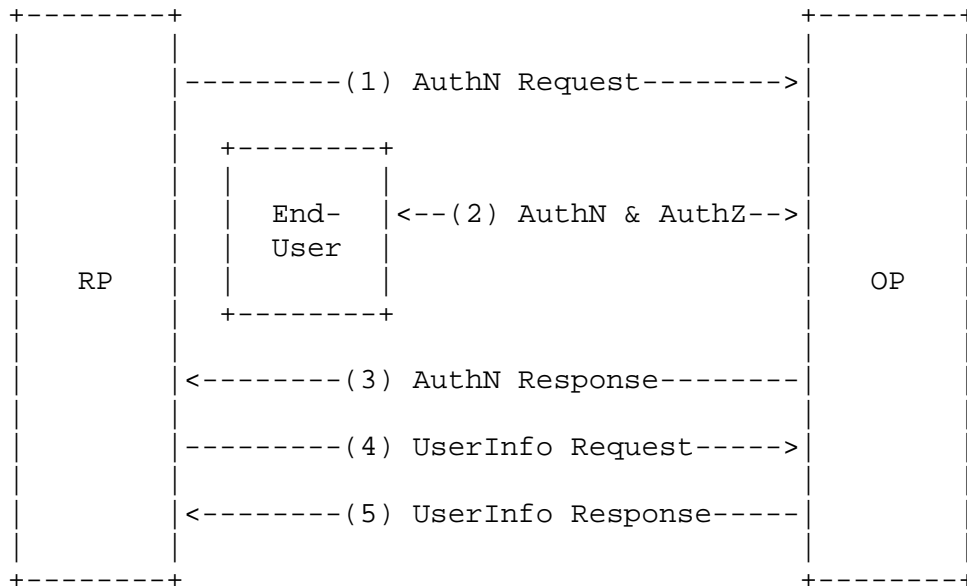 (1) AuthN Request
End-
User
(2) AuthN & AuthZ
RP
OP
(3) AuthN Response
(4) UserInfo Request
(5) UserInfo Response